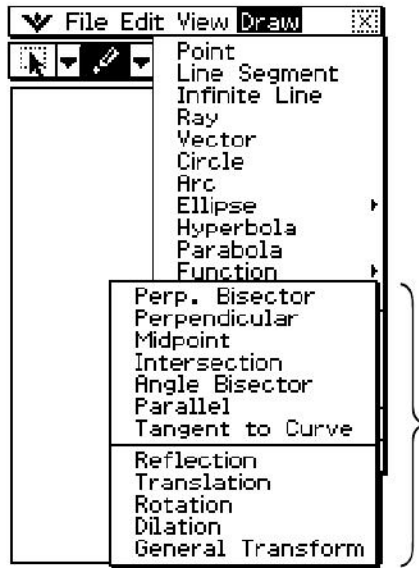 File Edit View Draw
Point
Line Segment
Infinite Line
Ray
Vector
Circle
Arc
Ellipse
Hyperbola
Parabola
Function
Perp. Bisector
Perpendicular
Midpoint
Intersection
Angle Bisector
Parallel
Tangent to Curve
Reflection
Translation
Rotation
Dilation
General Transform